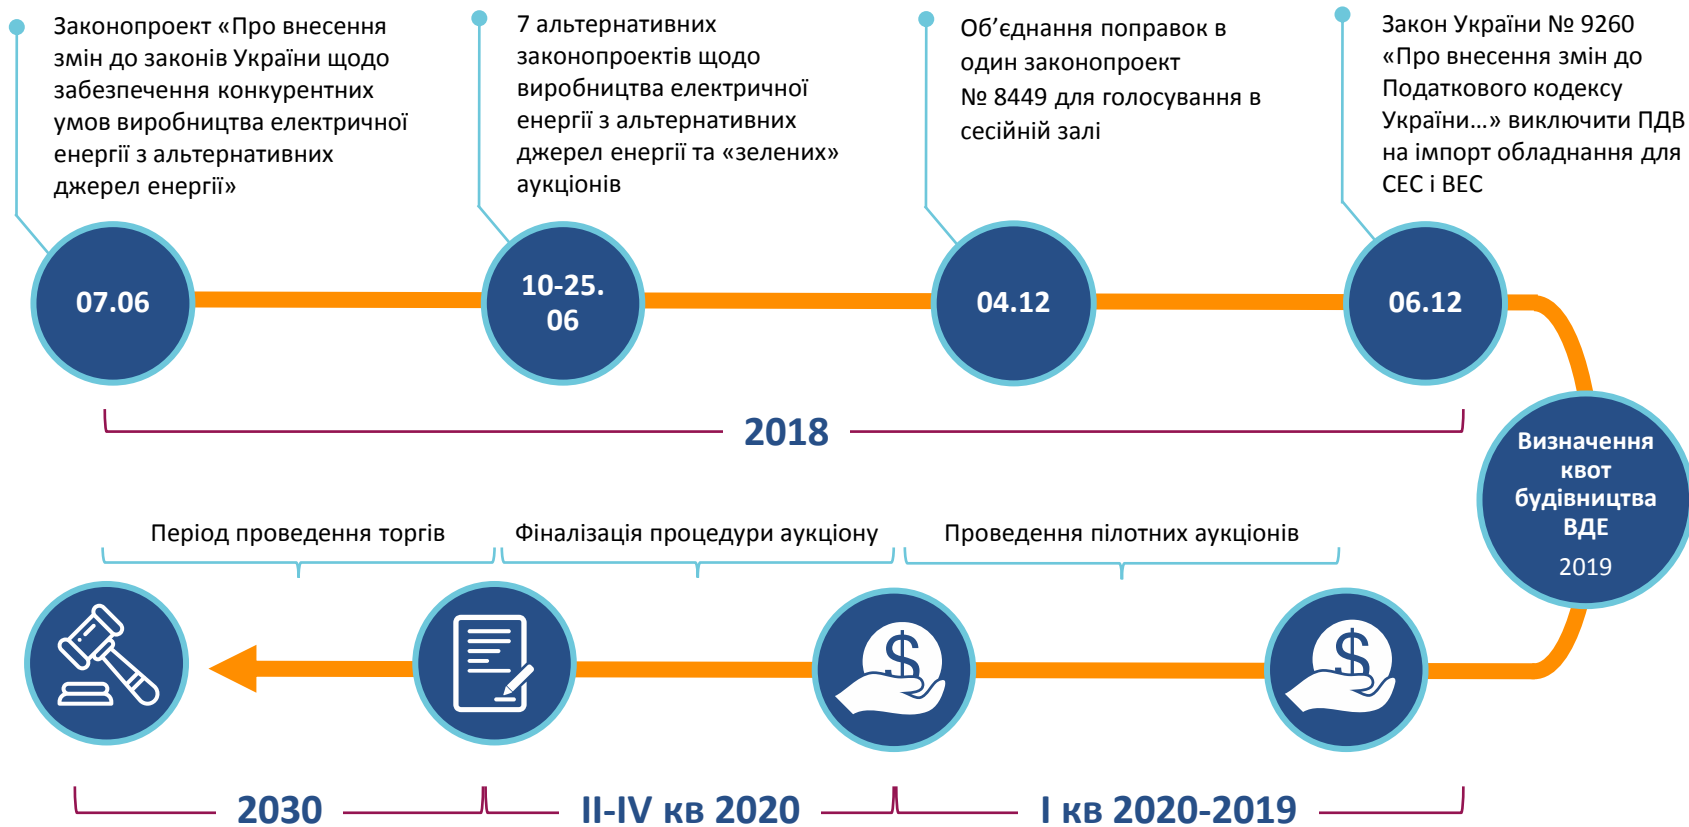 Законопроект «Про внесення
змін до законів України щодо
забезпечення конкурентних
умов виробництва електричної
енергії з альтернативних
джерел енергії»
7 альтернативних
законопроектів щодо
виробництва електричної
енергії з альтернативних
джерел енергії та «зелених»
аукціонів
Об’єднання поправок в
один законопроект
№ 8449 для голосування в
сесійній залі
Закон України № 9260
«Про внесення змін до
Податкового кодексу
України…» виключити ПДВ
на імпорт обладнання для
СЕС і ВЕС
07.06
10-25.
06
04.12
06.12
2018
Визначення
квот
будівництва
ВДЕ
2019
Період проведення торгів
Фіналізація процедури аукціону
Проведення пілотних аукціонів
$
$
2030
II-IV кв 2020
I кв 2020-2019